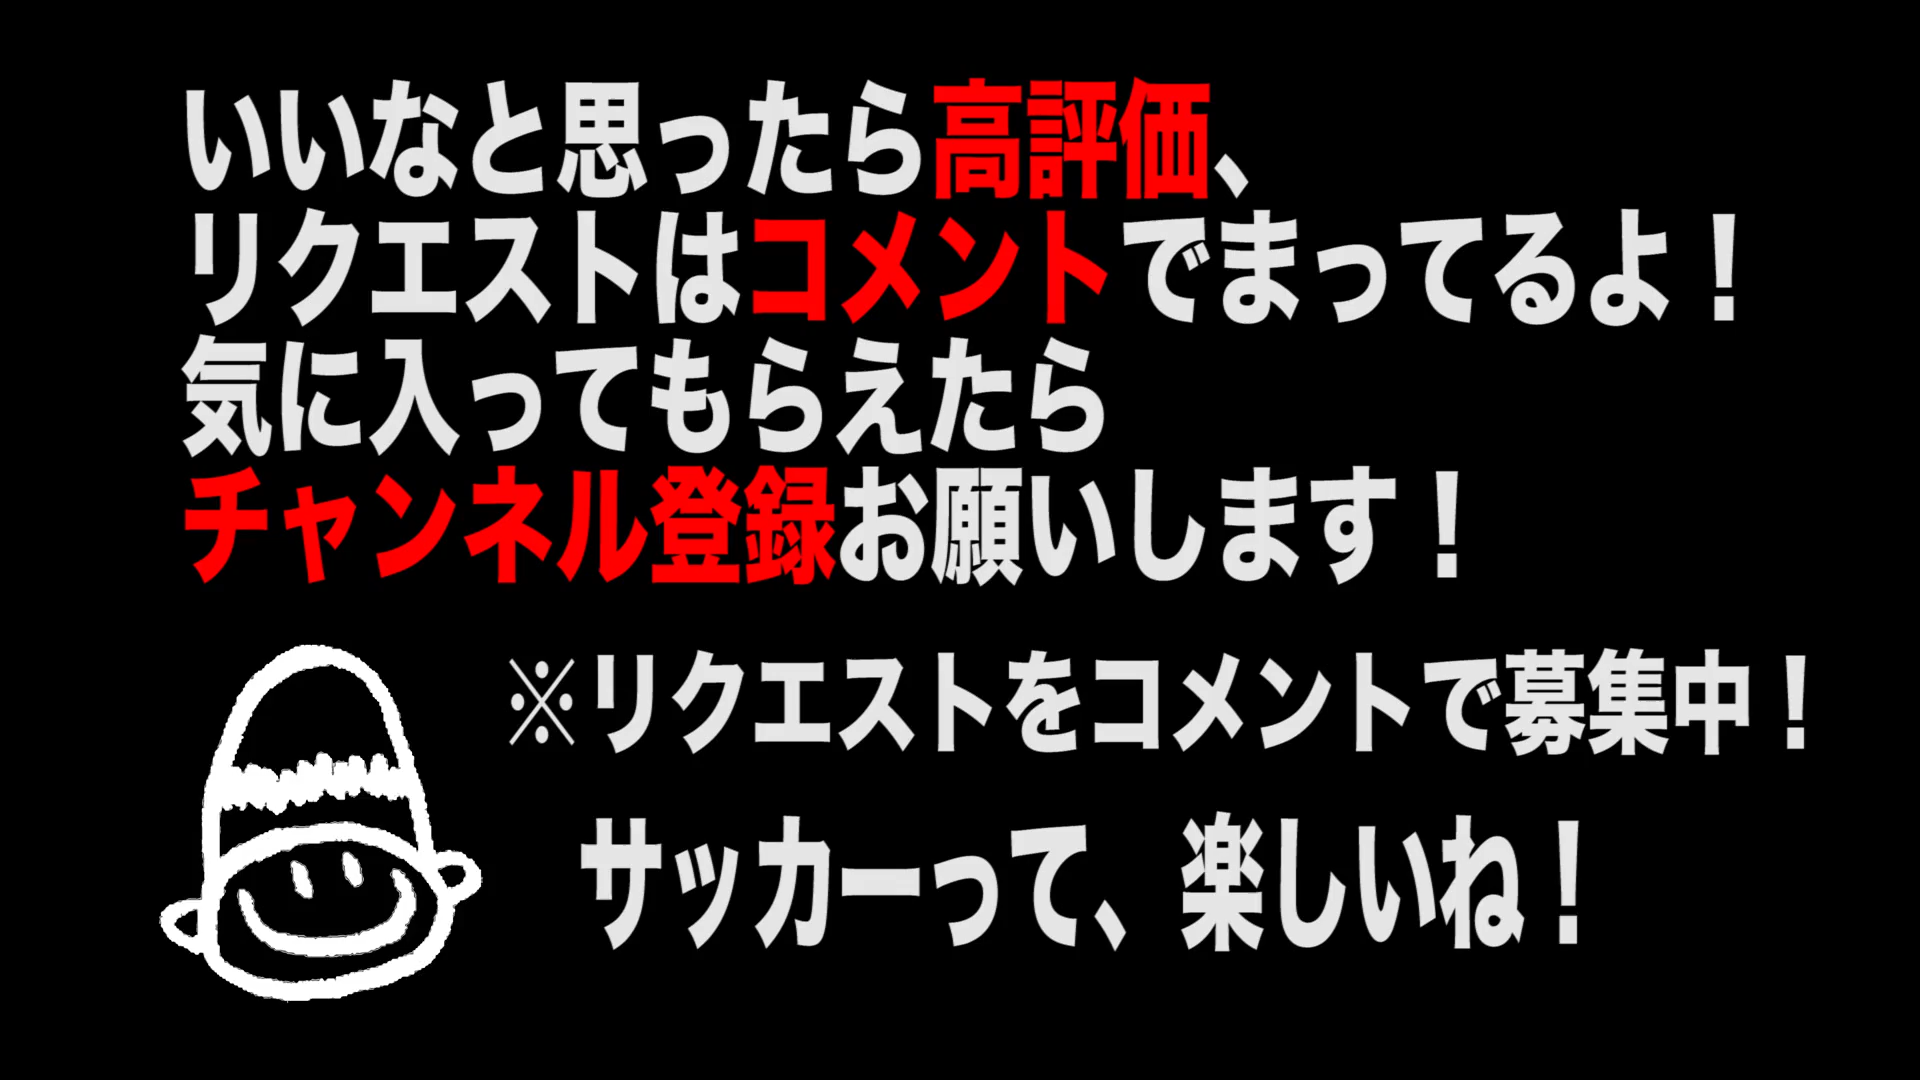 いいなと思ったら高評価、
リクエストはコメントでまってるよ！
気に入ってもらえたら
チャンネル登録お願いします！
※リクエストをコメントで募集中！
サッカーって、楽しいね！